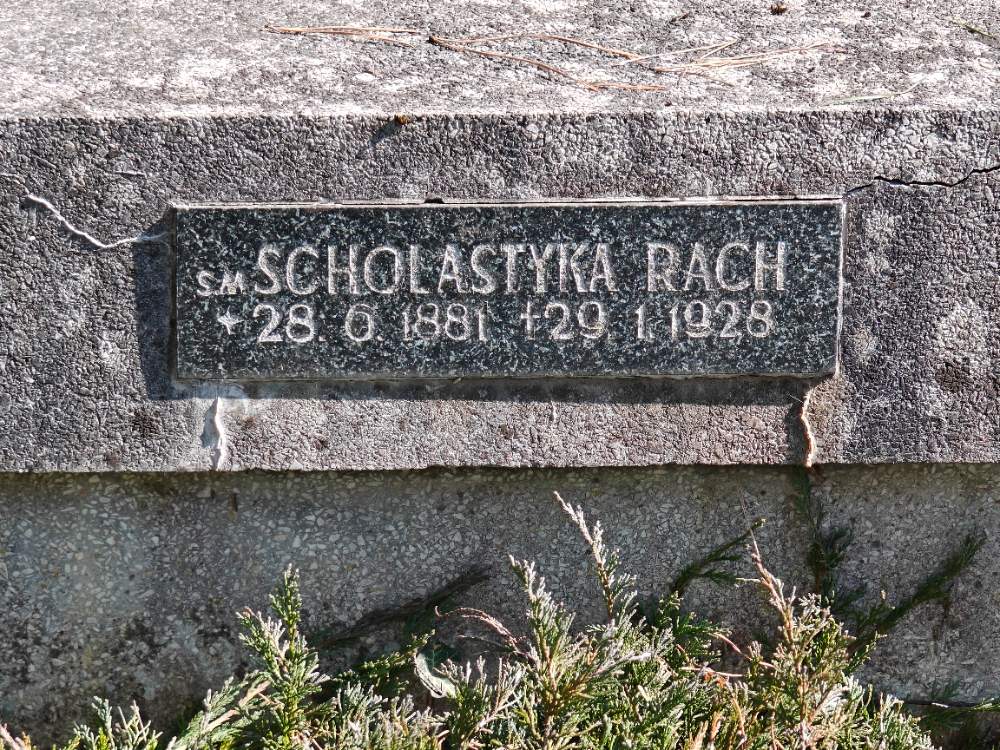 S.M SCHOLASTYKA RACH
* 28. 6. 1881 † 29. 1. 1928